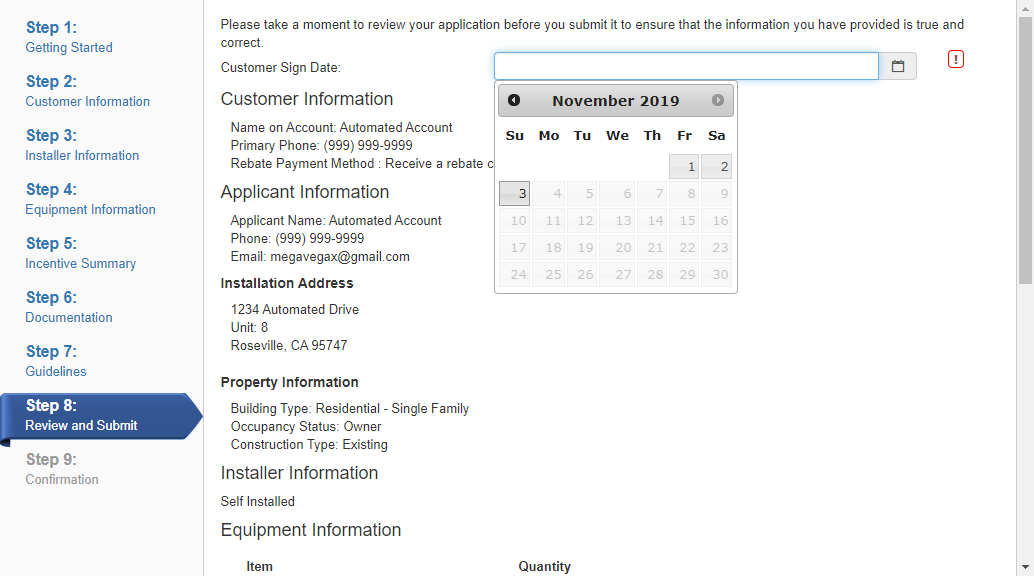 Step 1:
Getting Started
Step 2:
Customer Information
Step 3:
Installer Information
Step 4:
Equipment Information
Step 5:
Incentive Summary
Step 6:
Documentation
Step 7:
Guidelines
Step 8:
Review and Submit
Step 9:
Confirmation
Please take a moment to review your application before you submit it to ensure that the information you have provided is true and
correct.
Customer Sign Date:
!
November 2019
Su Mo Tu We Th Fr Sa
1 2
3 4 5 6 7 8 9
10 11 12 13 14 15 16
17 18 19 20 21 22 23
24 25 26 27 28 29 30
Customer Information
Name on Account: Automated Account
Primary Phone: (999) 999-9999
Rebate Payment Method : Receive a rebate c
Applicant Information
Applicant Name: Automated Account
Phone: (999) 999-9999
Email: megavegax@gmail.com
Installation Address
1234 Automated Drive
Unit: 8
Roseville, CA 95747
Property Information
Building Type: Residential - Single Family
Occupancy Status: Owner
Construction Type: Existing
Installer Information
Self Installed
Equipment Information
Item Quantity